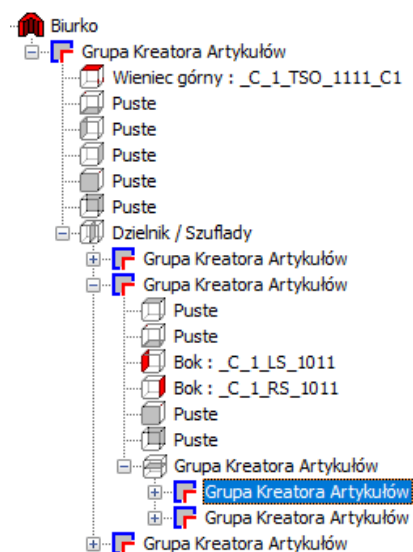 Biurko
Grupa Kreatora Artykułów
Wieniec górny : _C_1_TSO_1111_C1
Puste
Puste
Puste
Puste
Puste
Dzielnik / Szuflady
Grupa Kreatora Artykułów
Grupa Kreatora Artykułów
Puste
Puste
Bok : _C_1_LS_1011
Bok : _C_1_RS_1011
Puste
Puste
Grupa Kreatora Artykułów
Grupa Kreatora Artykułów
Grupa Kreatora Artykułów
Grupa Kreatora Artykułów